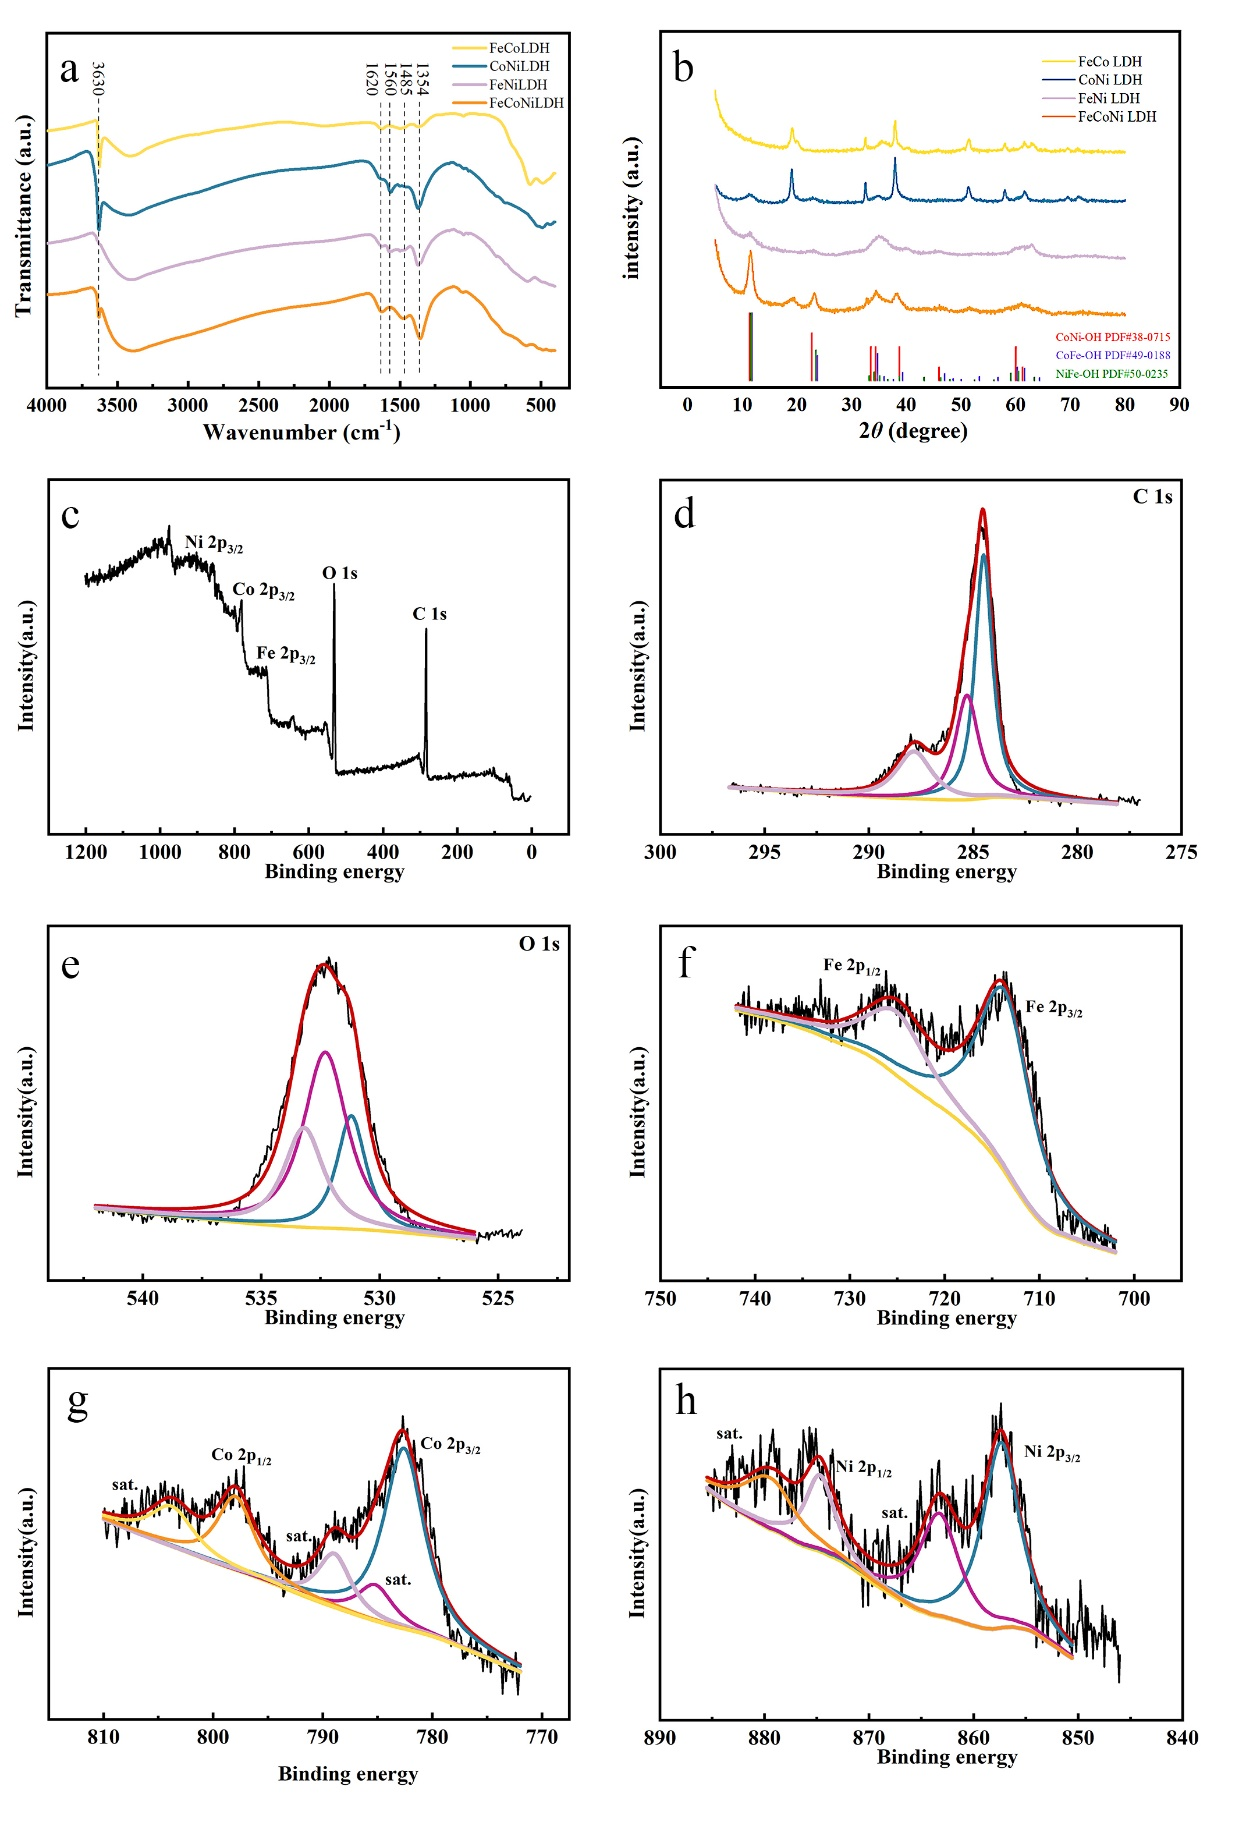 a
3630
1620
1560
1485
1354
FeCoLDH
CoNiLDH
FeNiLDH
FeCoNiLDH
Transmittance (a.u.)
4000 3500 3000 2500 2000 1500 1000 500
Wavenumber (cm-1)
b
FeCo LDH
CoNi LDH
FeNi LDH
FeCoNi LDH
CoNi-OH PDF#38-0715
CoFe-OH PDF#49-0188
NiFe-OH PDF#50-0235
intensity (a.u.)
0 10 20 30 40 50 60 70 80 90
2θ (degree)
c
Ni 2p3/2
Co 2p3/2
Fe 2p3/2
O 1s
C 1s
Intensity(a.u.)
1200 1000 800 600 400 200 0
Binding energy
d
C 1s
Intensity(a.u.)
300 295 290 285 280 275
Binding energy
e
O 1s
Intensity(a.u.)
540 535 530 525
Binding energy
f
Fe 2p1/2
Fe 2p3/2
Intensity(a.u.)
750 740 730 720 710 700
Binding energy
g
sat.
Co 2p1/2
sat.
sat.
Co 2p3/2
Intensity(a.u.)
810 800 790 780 770
Binding energy
h
sat.
Ni 2p1/2
sat.
Ni 2p3/2
Intensity(a.u.)
890 880 870 860 850 840
Binding energy